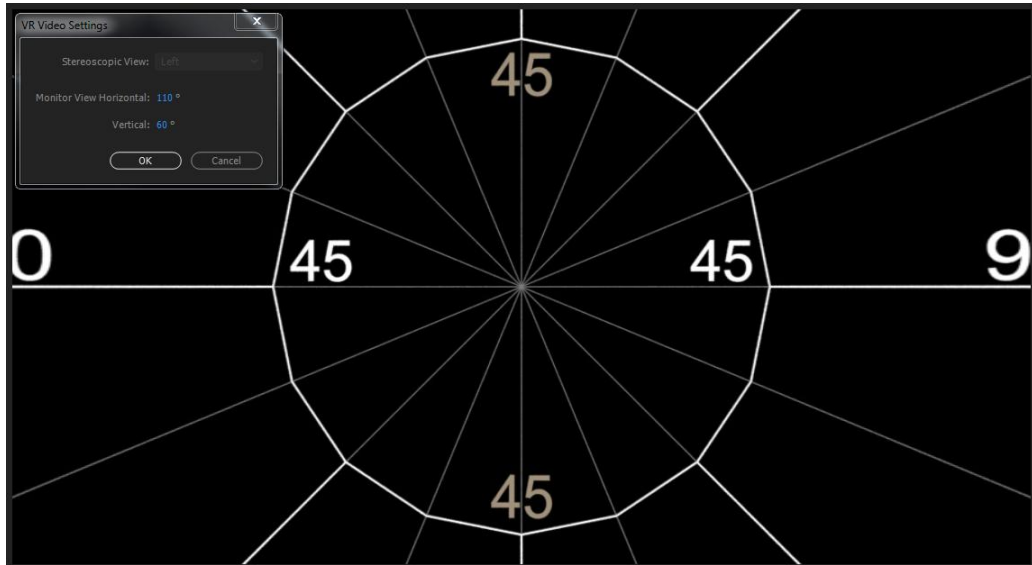 VR Video Settings
X
Stereoscopic View: Left
Monitor View Horizontal: 110 °
Vertical: 60 °
OK Cancel
45
0 45 45 9
45